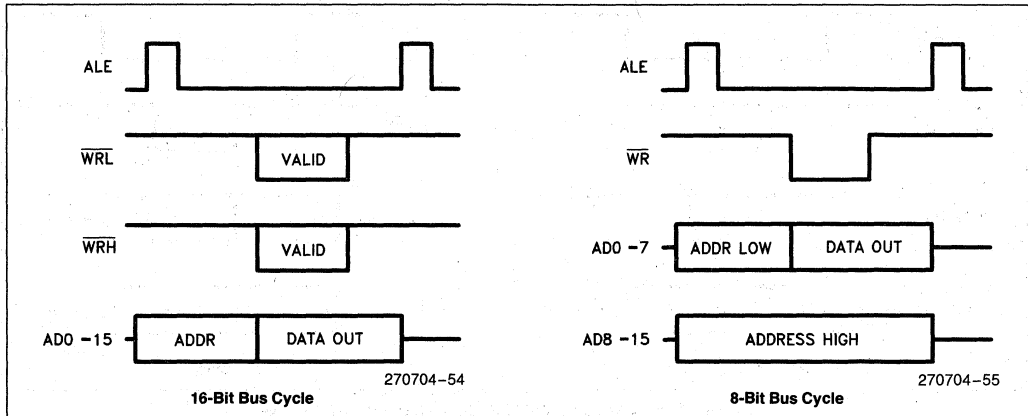 ALE
WRL
VALID
WRH
VALID
AD0 -15
ADDR
DATA OUT
270704-54
16-Bit Bus Cycle
ALE
WR
AD0 -7
ADDR LOW
DATA OUT
AD8 -15
ADDRESS HIGH
270704-55
8-Bit Bus Cycle